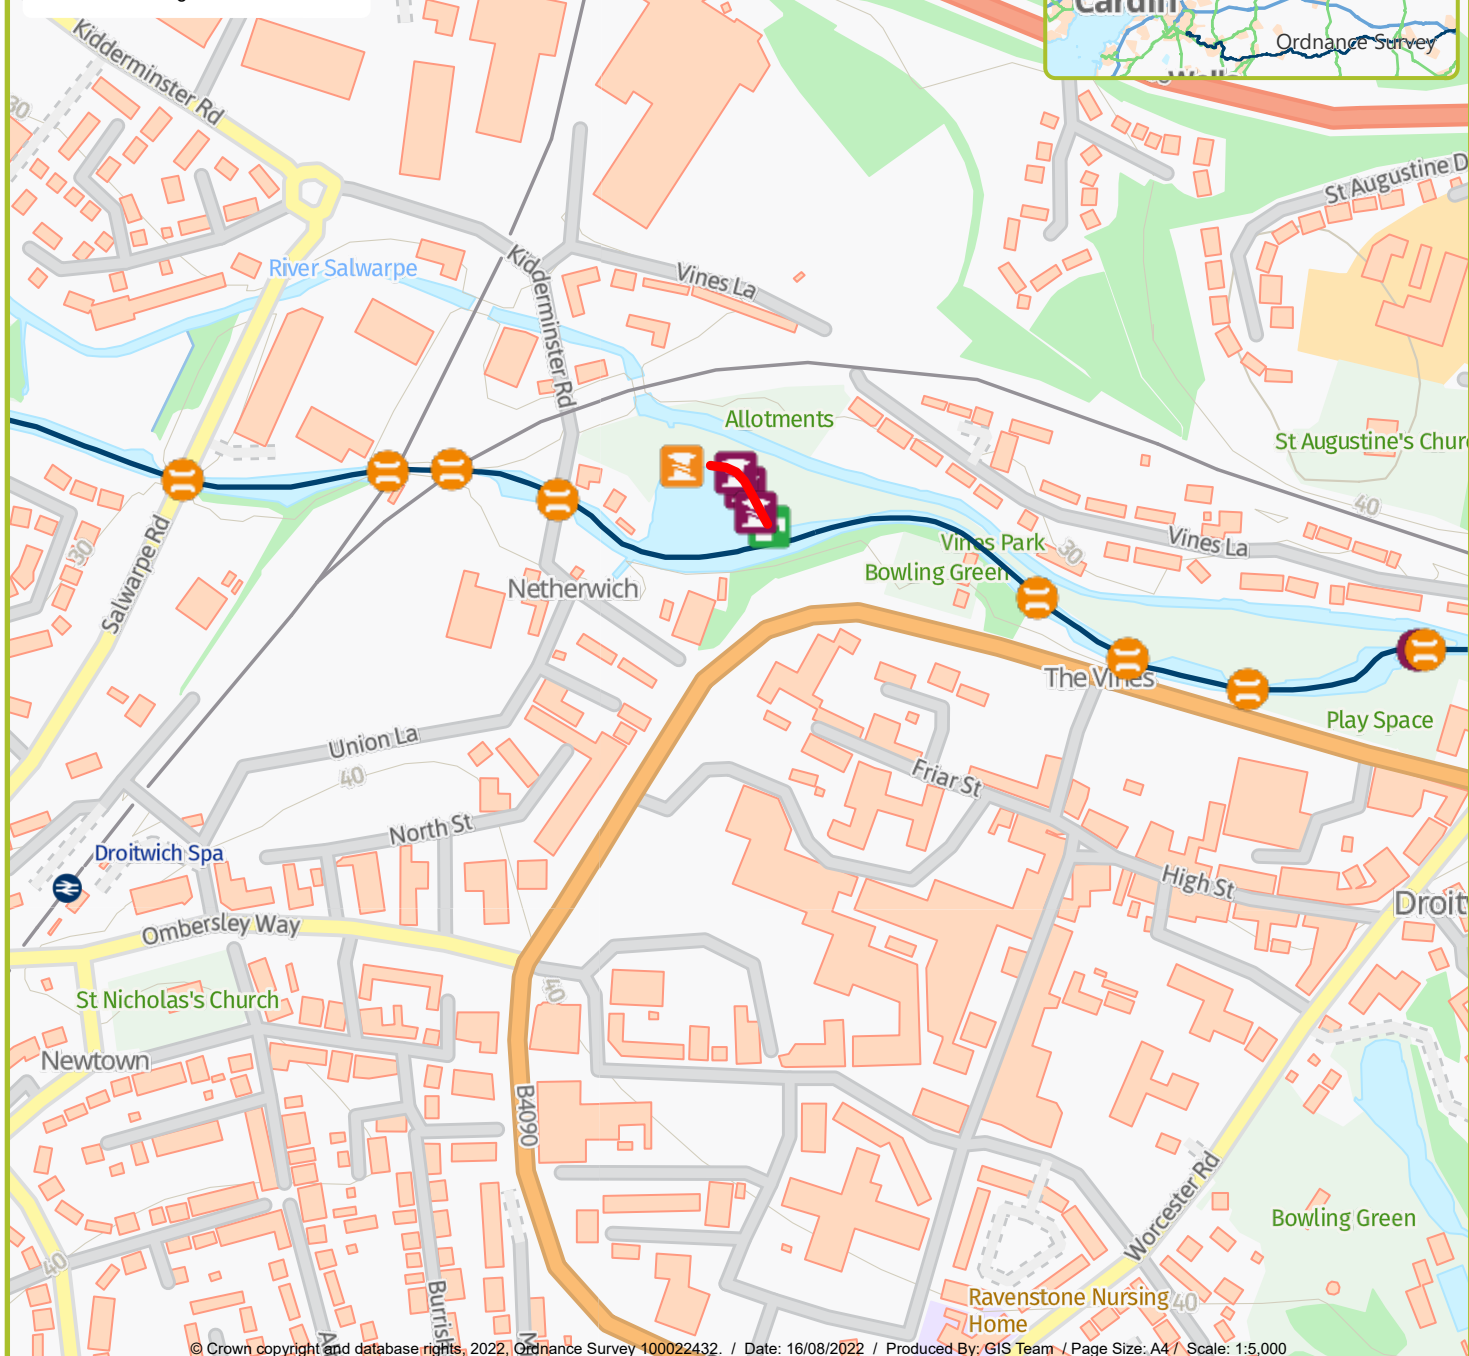 Ordnance Survey
Kidderminster Rd
30
St Augustine D
River Salwarpe
Kidderminster Rd
Vines La
Allotments
St Augustine's Churc
40
Vines Park
30
Vines La
Bowling Green
Salwarpe Rd
30
Netherwich
The Vines
Play Space
Union La
40
Friar St
North St
Droitwich Spa
High St
Droit
Ombersley Way
St Nicholas's Church
40
Newtown
B4090
Worcester Rd
Bowling Green
40
Burrish
Ravenstone Nursing
Home
40
© Crown copyright and database rights, 2022, Ordnance Survey 100022432. / Date: 16/08/2022 / Produced By: GIS Team / Page Size: A4 / Scale: 1:5,000